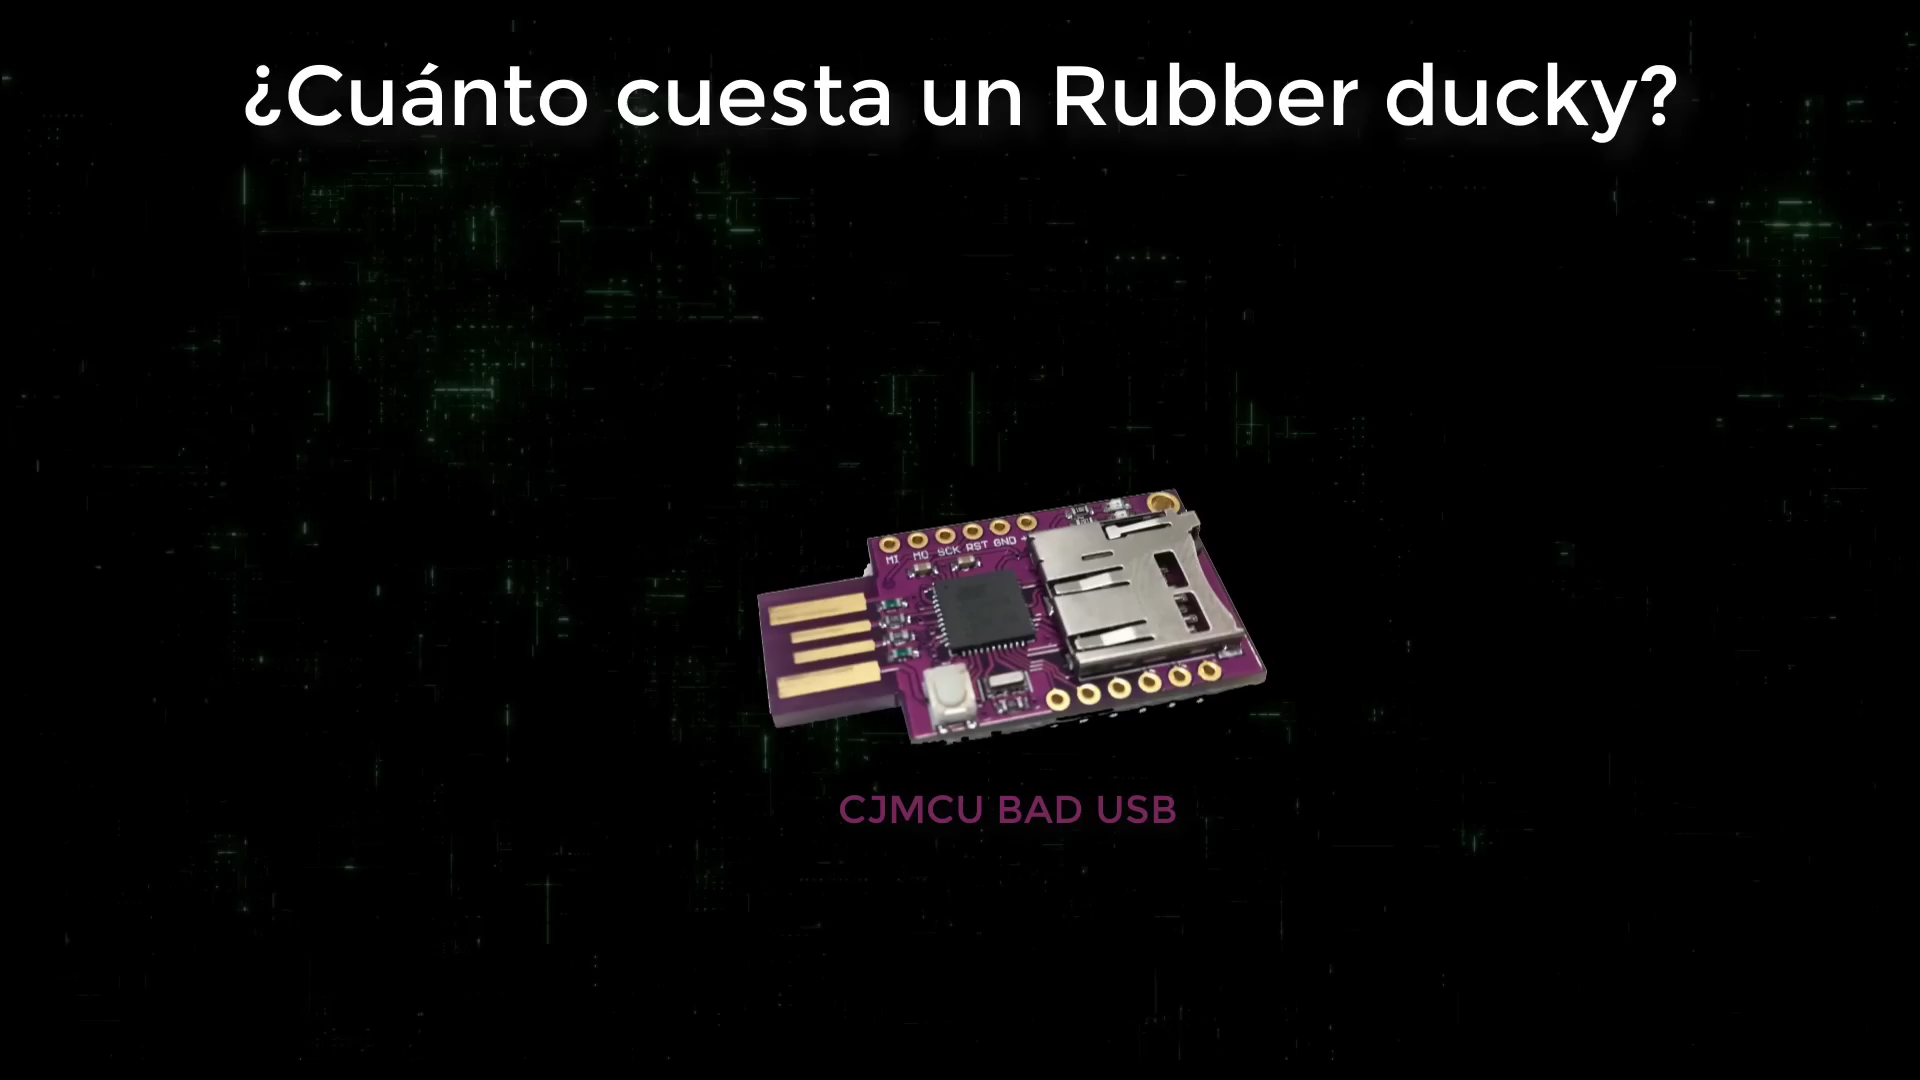 ¿Cuánto cuesta un Rubber ducky?
MI MO SCK RST GND +
CJMCU BAD USB